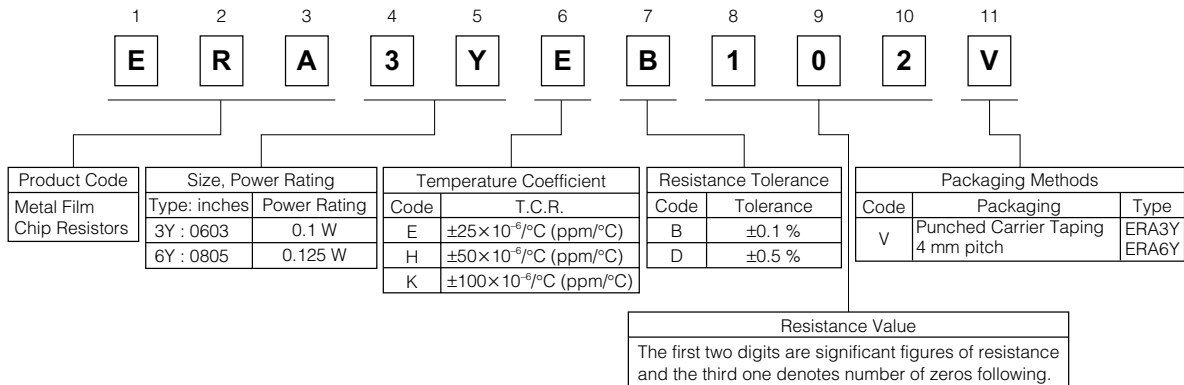 1 2 3 4 5 6 7 8 9 10 11
E R A 3 Y E B 1 0 2 V
Product Code
Metal Film
Chip Resistors
Size, Power Rating
Type: inches Power Rating
3Y : 0603 0.1 W
6Y : 0805 0.125 W
Temperature Coefficient
Code T.C.R.
E ±25×10⁻⁶/°C (ppm/°C)
H ±50×10⁻⁶/°C (ppm/°C)
K ±100×10⁻⁶/°C (ppm/°C)
Resistance Tolerance
Code Tolerance
B ±0.1 %
D ±0.5 %
Packaging Methods
Code Packaging Type
V Punched Carrier Taping ERA3Y
4 mm pitch ERA6Y
Resistance Value
The first two digits are significant figures of resistance
and the third one denotes number of zeros following.